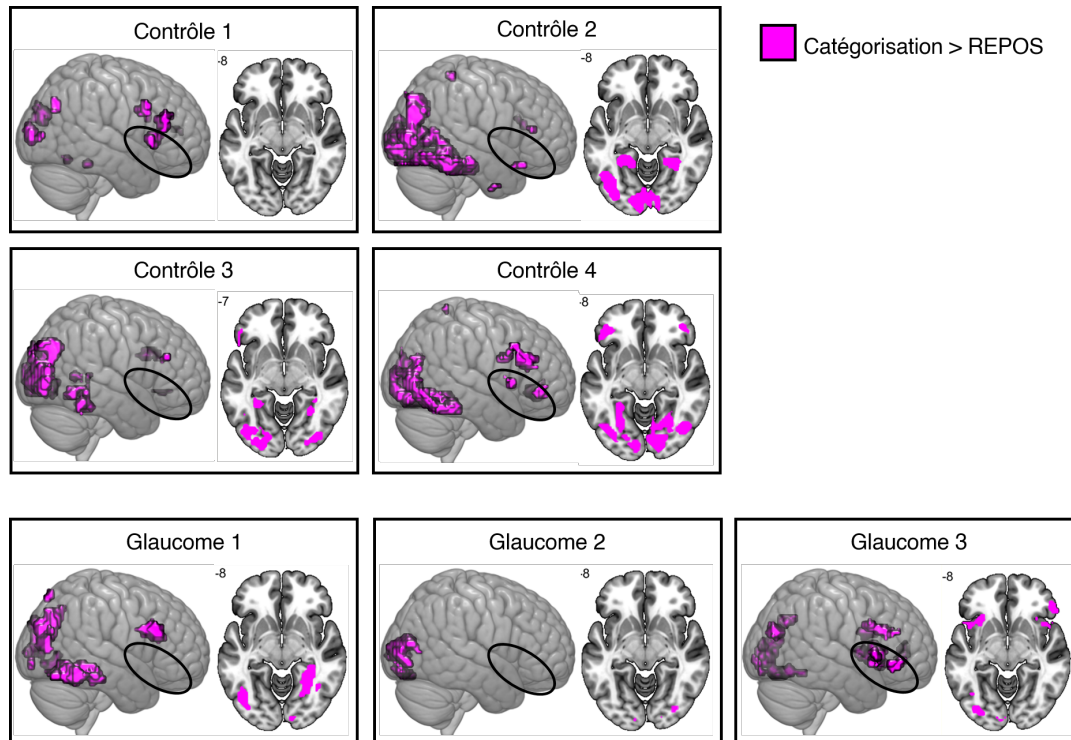 Contrôle 1
-8
Contrôle 2
-8
Catégorisation > REPOS
Contrôle 3
-7
Contrôle 4
-8
Glaucome 1
-8
Glaucome 2
-8
Glaucome 3
-8